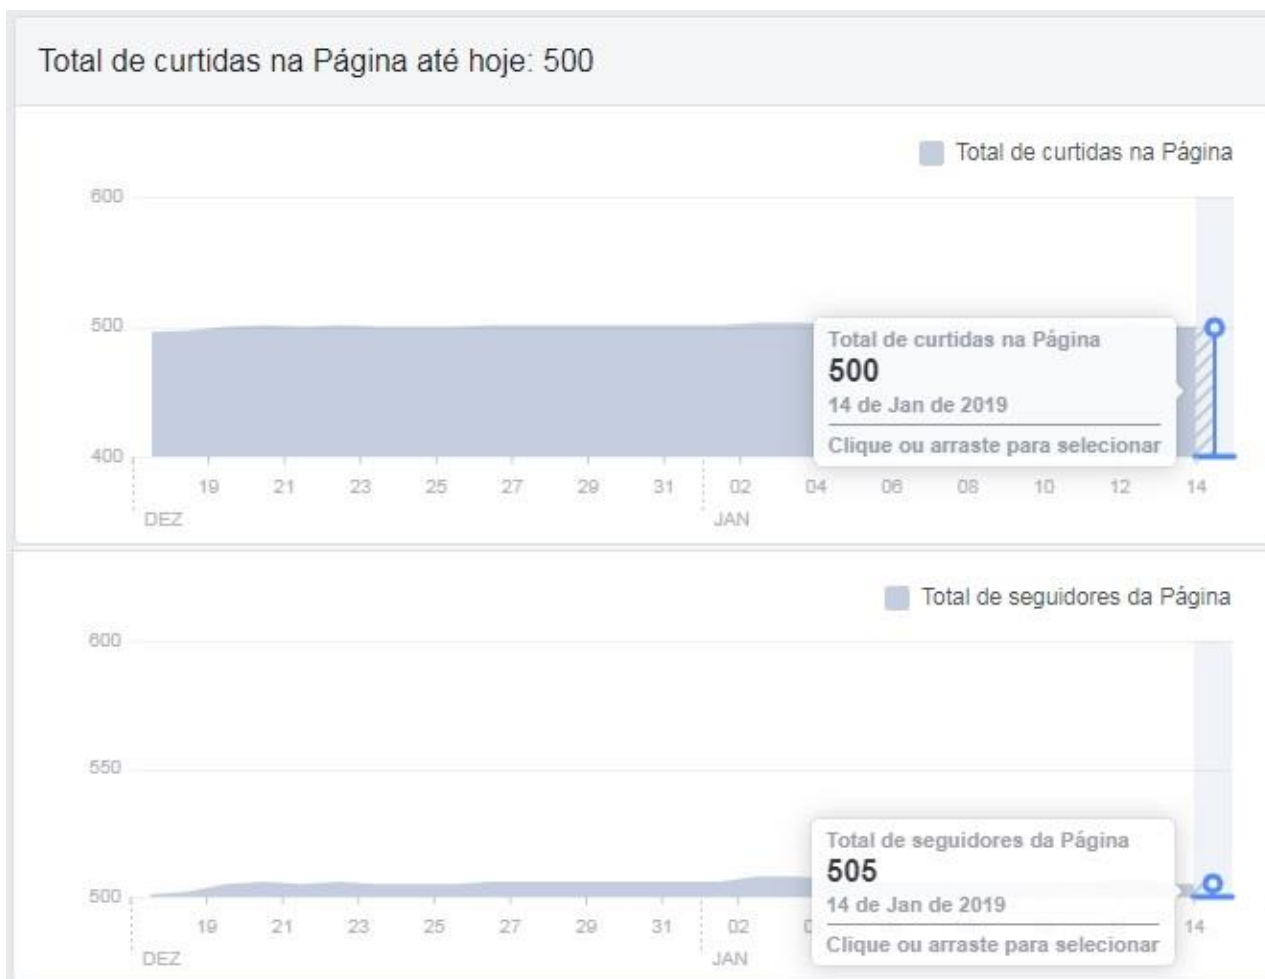 Total de curtidas na Página até hoje: 500
Total de curtidas na Página
600
500
400
Total de curtidas na Página
500
14 de Jan de 2019
Clique ou arraste para selecionar
19 21 23 25 27 29 31 02 04 06 08 10 12 14
DEZ JAN
Total de seguidores da Página
600
550
500
Total de seguidores da Página
505
14 de Jan de 2019
Clique ou arraste para selecionar
19 21 23 25 27 29 31 02 14
DEZ JAN